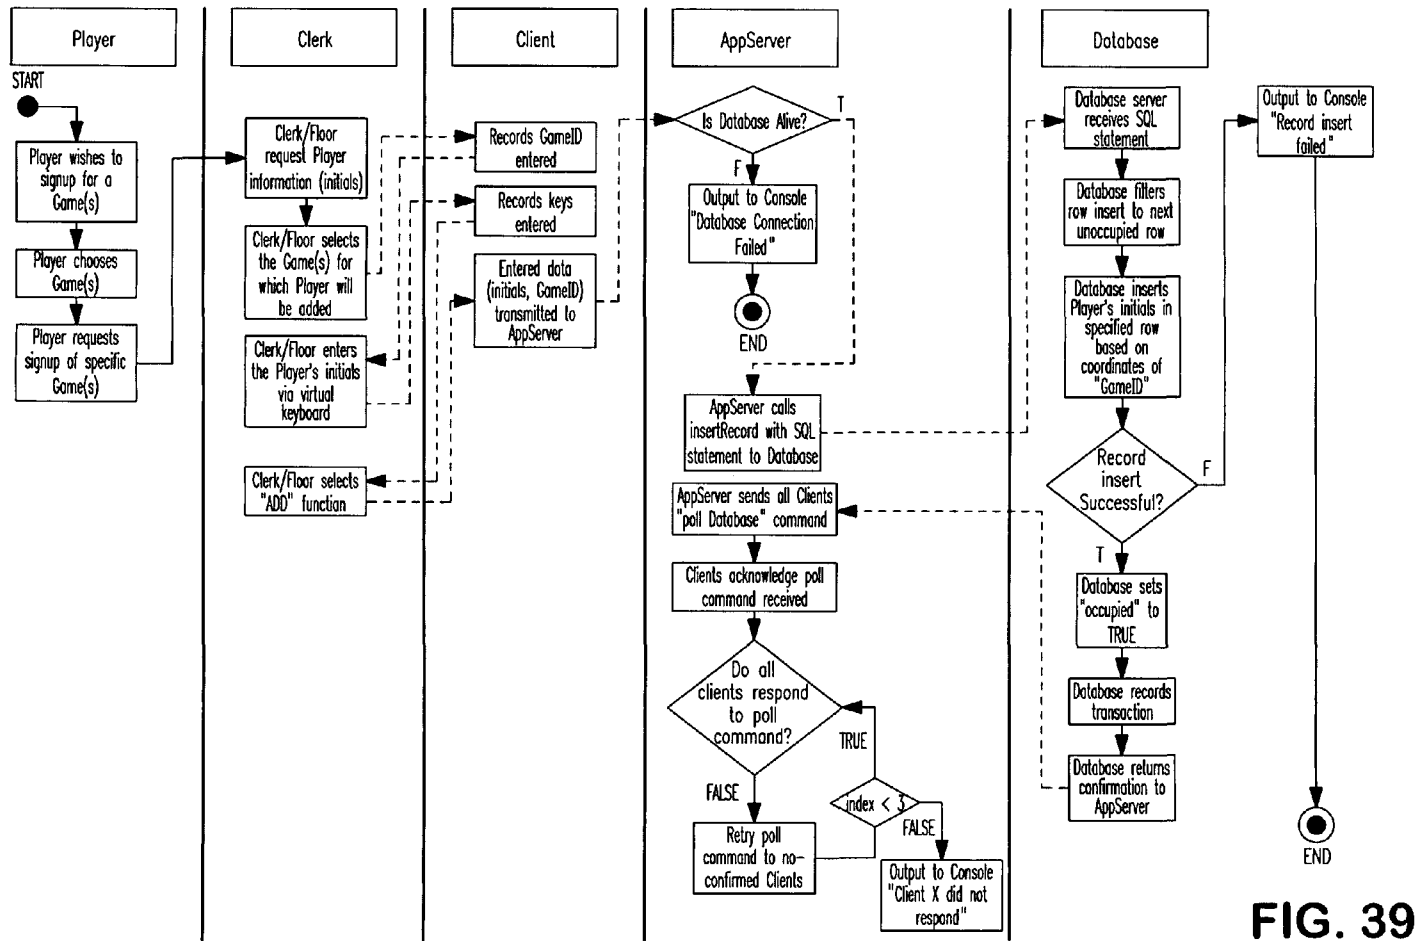 Player
START
Player wishes to
signup for a
Game(s)
Player chooses
Game(s)
Player requests
signup of specific
Game(s)
Clerk
Clerk/Floor
request Player
information (initials)
Clerk/Floor selects
the Game(s) for
which Player will
be added
Clerk/Floor enters
the Player's initials
via virtual
keyboard
Clerk/Floor selects
"ADD" function
Client
Records GameID
entered
Records keys
entered
Entered data
(initials, GameID)
transmitted to
AppServer
AppServer
Is Database Alive?
T
F
Output to Console
"Database Connection
Failed"
END
AppServer calls
insertRecord with SQL
statement to Database
AppServer sends all Clients
"poll Database" command
Clients acknowledge poll
command received
Do all
clients respond
to poll
command?
TRUE
FALSE
index < 3
FALSE
Retry poll
command to no-
confirmed Clients
Output to Console
"Client X did not
respond"
Database
Database server
receives SQL
statement
Database filters
row insert to next
unoccupied row
Database inserts
Player's initials in
specified row
based on
coordinates of
"GameID"
Record
insert
Successful?
F
T
Database sets
"occupied" to
TRUE
Database records
transaction
Database returns
confirmation to
AppServer
Output to Console
"Record insert
failed"
END
FIG. 39